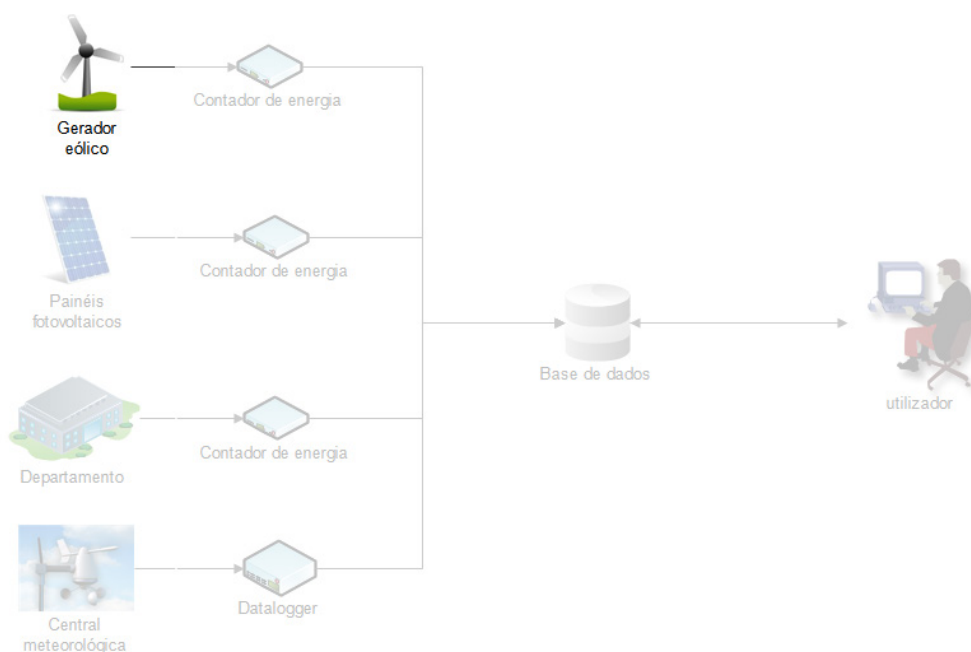 Contador de energia
Gerador
eólico
Contador de energia
Painéis
fotovoltaicos
Base de dados
utilizador
Contador de energia
Departamento
Datalogger
Central
meteorológica